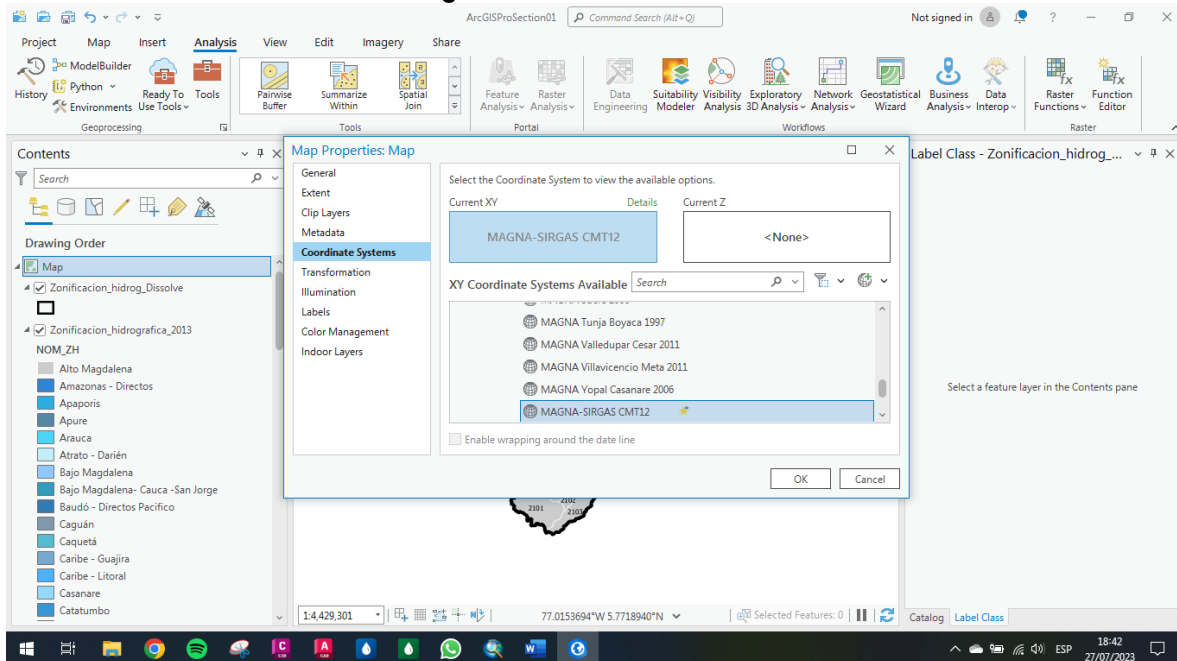 ArcGISProSection01
Command Search (Alt+Q)
Not signed in
?
Project
Map
Insert
Analysis
View
Edit
Imagery
Share
History
ModelBuilder
Python
Environments
Ready To Use Tools
Tools
Pairwise Buffer
Summarize Within
Spatial Join
Feature Analysis
Raster Analysis
Data Engineering
Suitability Modeler
Visibility Analysis
Exploratory 3D Analysis
Network Analysis
Geostatistical Wizard
Business Analysis
Data Interop
Raster Functions
Function Editor
Geoprocessing
Tools
Portal
Workflows
Raster
Contents
Search
Drawing Order
Map
Zonificacion_hidrog_Dissolve
Zonificacion_hidrografica_2013
NOM_ZH
Alto Magdalena
Amazonas - Directos
Apaporis
Apure
Arauca
Atrato - Darién
Bajo Magdalena
Bajo Magdalena- Cauca -San Jorge
Baudó - Directos Pacifico
Caguán
Caquetá
Caribe - Guajira
Caribe - Litoral
Casanare
Catatumbo
Map Properties: Map
General
Extent
Clip Layers
Metadata
Coordinate Systems
Transformation
Illumination
Labels
Color Management
Indoor Layers
Select the Coordinate System to view the available options.
Current XY
Details
Current Z
MAGNA-SIRGAS CMT12
<None>
XY Coordinate Systems Available
Search
MAGNA Tunja Boyaca 1997
MAGNA Valledupar Cesar 2011
MAGNA Villavicencio Meta 2011
MAGNA Yopal Casanare 2006
MAGNA-SIRGAS CMT12
Enable wrapping around the date line
OK
Cancel
2102
2101
2103
1:4,429,301
77.0153694°W 5.7718940°N
Selected Features: 0
Label Class - Zonificacion_hidrog_...
Select a feature layer in the Contents pane
Catalog
Label Class
ESP
18:42
27/07/2023